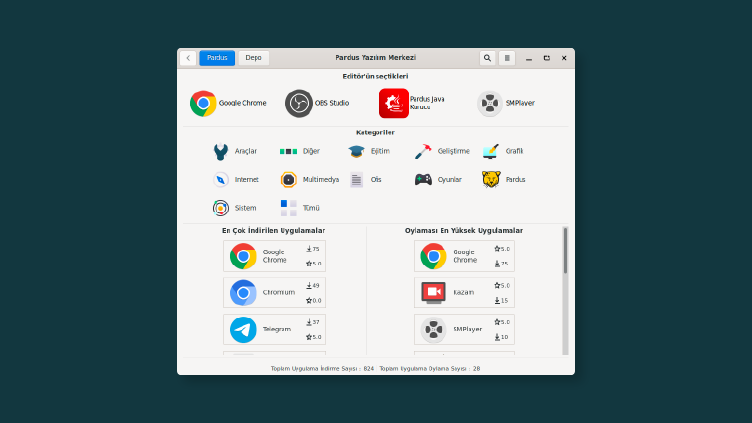 Pardus Depo Pardus Yazılım Merkezi
Editör'ün seçtikleri
Google Chrome OBS Studio Pardus Java Kurucu SMPlayer
Kategoriler
Araçlar Diğer Eğitim Geliştirme Grafik
Internet Multimedya Ofis Oyunlar Pardus
Sistem Tümü
En Çok İndirilen Uygulamalar Oylaması En Yüksek Uygulamalar
Google Chrome 75 5.0 Google Chrome 5.0 75
Chromium 49 0.0 Kazam 5.0 15
Telegram 37 5.0 SMPlayer 5.0 10
Toplam Uygulama İndirme Sayısı : 824 Toplam Uygulama Oylama Sayısı : 28